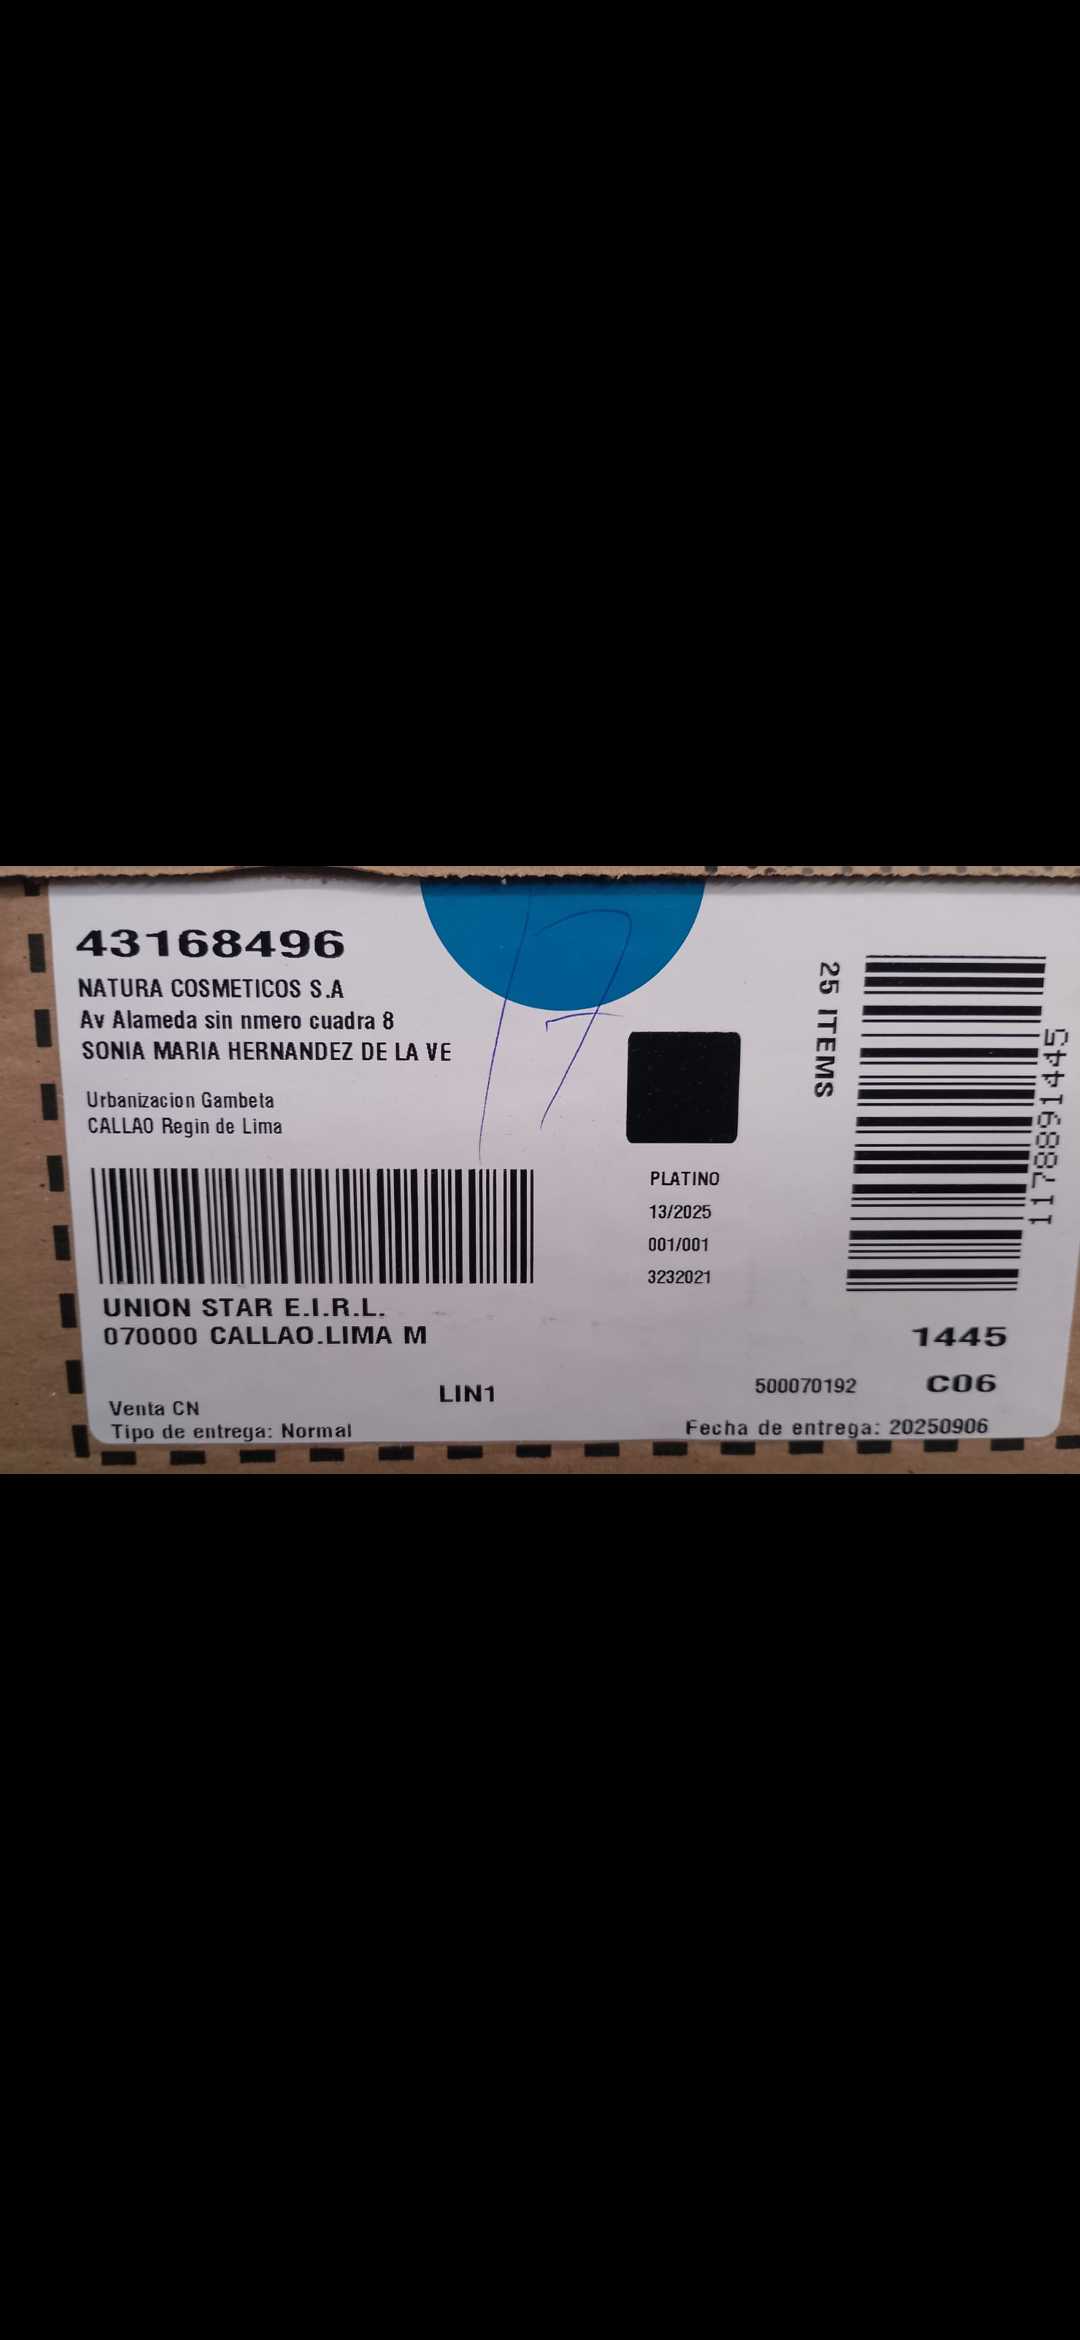 43168496
NATURA COSMETICOS S.A
Av Alameda sin nmero cuadra 8
SONIA MARIA HERNANDEZ DE LA VE
Urbanizacion Gambeta
CALLAO Regin de Lima
17
UNION STAR E.I.R.L.
070000 CALLAO.LIMA M
LIN1
Venta CN
Tipo de entrega: Normal
PLATINO
13/2025
001/001
3232021
25 ITEMS
1178891445
1445
500070192 C06
Fecha de entrega: 20250906